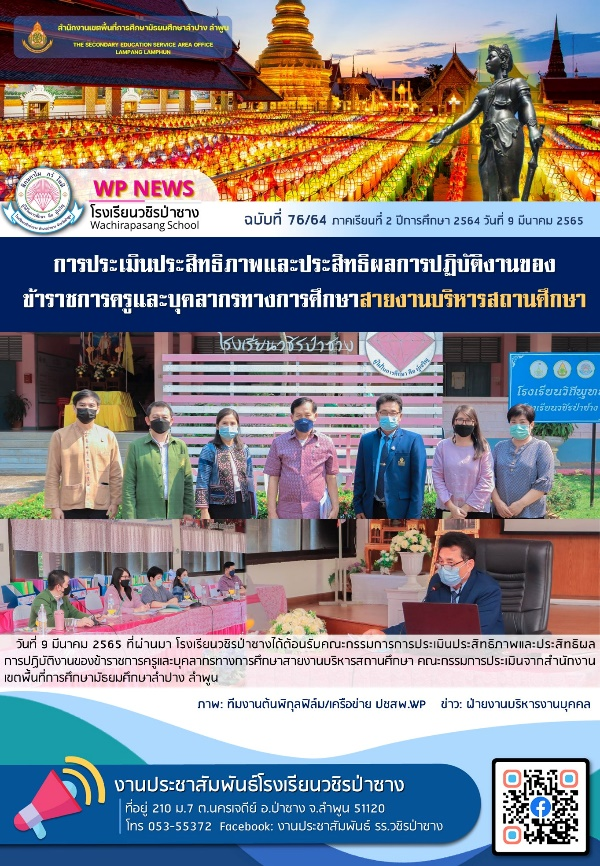 สำนักงานเขตพื้นที่การศึกษามัธยมศึกษาลำปาง ลำพูน
THE SECONDARY EDUCATION SERVICE AREA OFFICE
LAMPANG LAMPHUN
WP NEWS
โรงเรียนวชิรป่าซาง
Wachirapasang School
ฉบับที่ 76/64 ภาคเรียนที่ 2 ปีการศึกษา 2564 วันที่ 9 มีนาคม 2565
การประเมินประสิทธิภาพและประสิทธิผลการปฏิบัติงานของ
ข้าราชการครูและบุคลากรทางการศึกษาสายงานบริหารสถานศึกษา
โรงเรียนวชิรป่าซาง
โรงเรียนวิถีพุทธ
โรงเรียนวชิรป่าซาง
วันที่ 9 มีนาคม 2565 ที่ผ่านมา โรงเรียนวชิรป่าซางได้ต้อนรับคณะกรรมการการประเมินประสิทธิภาพและประสิทธิผล
การปฏิบัติงานของข้าราชการครูและบุคลากรทางการศึกษาสายงานบริหารสถานศึกษา คณะกรรมการประเมินจากสำนักงาน
เขตพื้นที่การศึกษามัธยมศึกษาลำปาง ลำพูน
ภาพ: ทีมงานต้นพิกุลฟิล์ม/เครือข่าย ปชสพ.WP ข่าว: ฝ่ายงานบริหารงานบุคคล
งานประชาสัมพันธ์โรงเรียนวชิรป่าซาง
ที่อยู่ 210 ม.7 ต.นครเจดีย์ อ.ป่าซาง จ.ลำพูน 51120
โทร 053-55372 Facebook: งานประชาสัมพันธ์ รร.วชิรป่าซาง